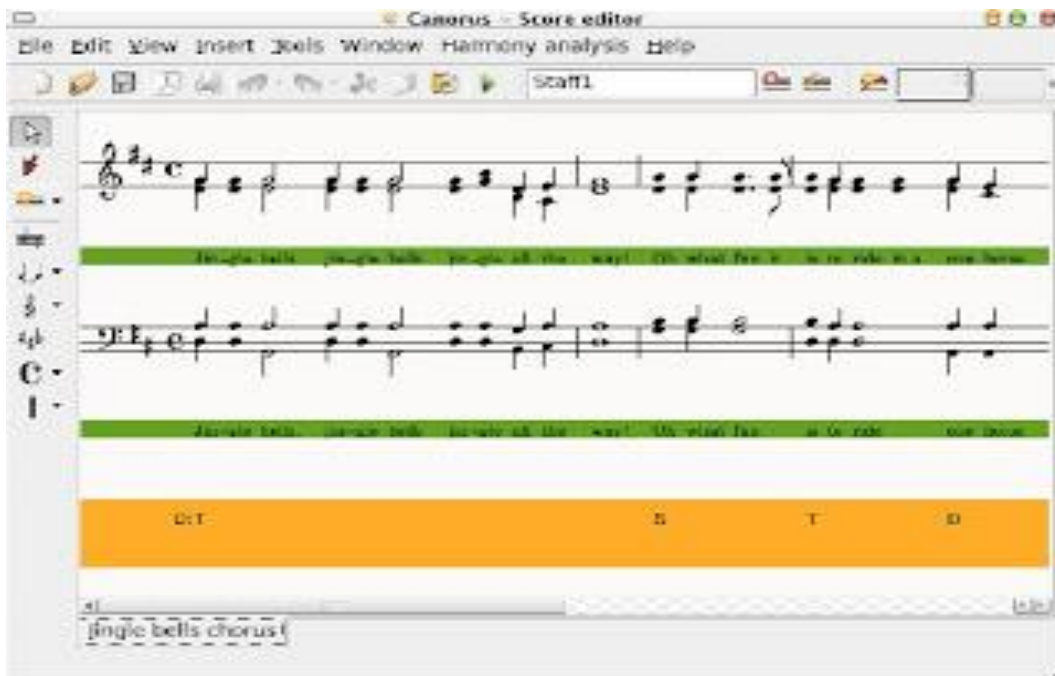 Canorus - Score editor
File Edit View Insert Tools Window Harmony analysis Help
Staff1
Jin-gle bells jin-gle bells jin-gle all the way! Oh what fun it is to ride in a one horse
Jin-gle bells, jin-gle bells jin-gle all the way! Oh what fun is to ride one horse
D:T S T D
Jingle bells chorus